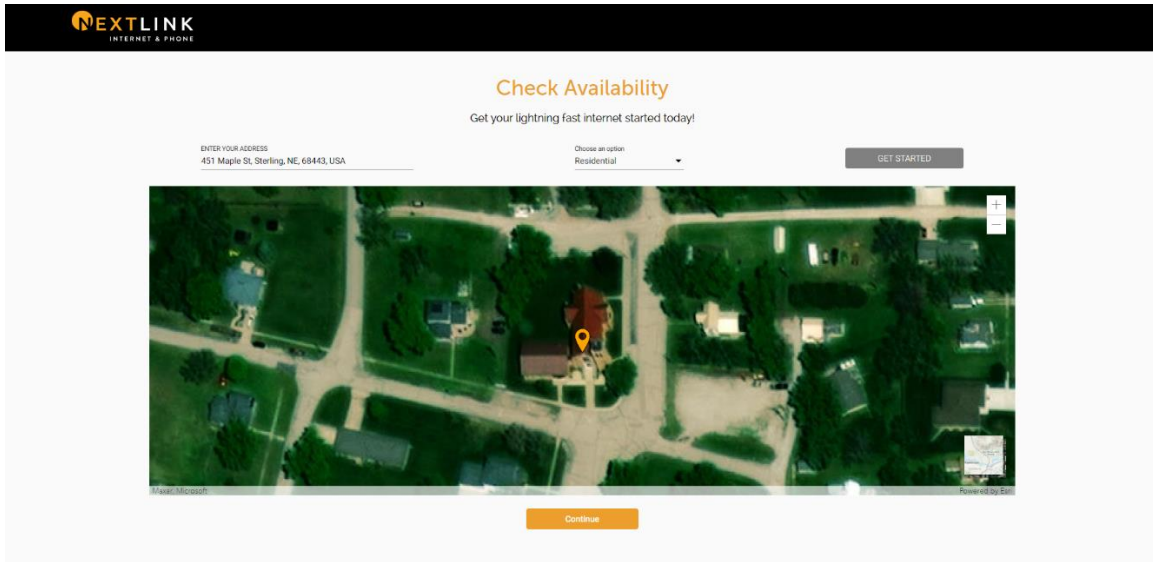 NEXTLINK
INTERNET & PHONE
Check Availability
Get your lightning fast internet started today!
ENTER YOUR ADDRESS
451 Maple St, Sterling, NE, 68443, USA
Choose an option
Residential
GET STARTED
+
−
Maxar, Microsoft
Powered by Esri
Continue